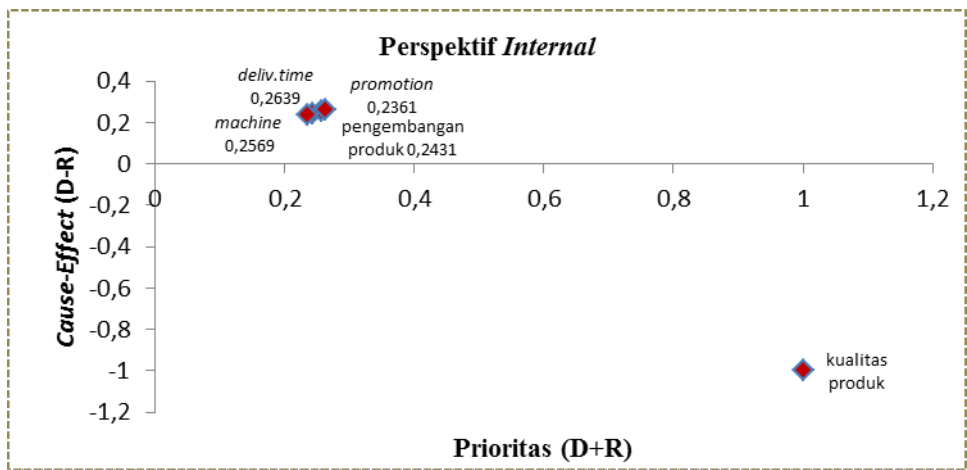 Perspektif Internal
deliv.time
0,2639
promotion
0,2361
machine
0,2569
pengembangan
produk 0,2431
0,4
0,2
0
-0,2
-0,4
-0,6
-0,8
-1
-1,2
0
0,2
0,4
0,6
0,8
1
1,2
Cause-Effect (D-R)
kualitas
produk
Prioritas (D+R)